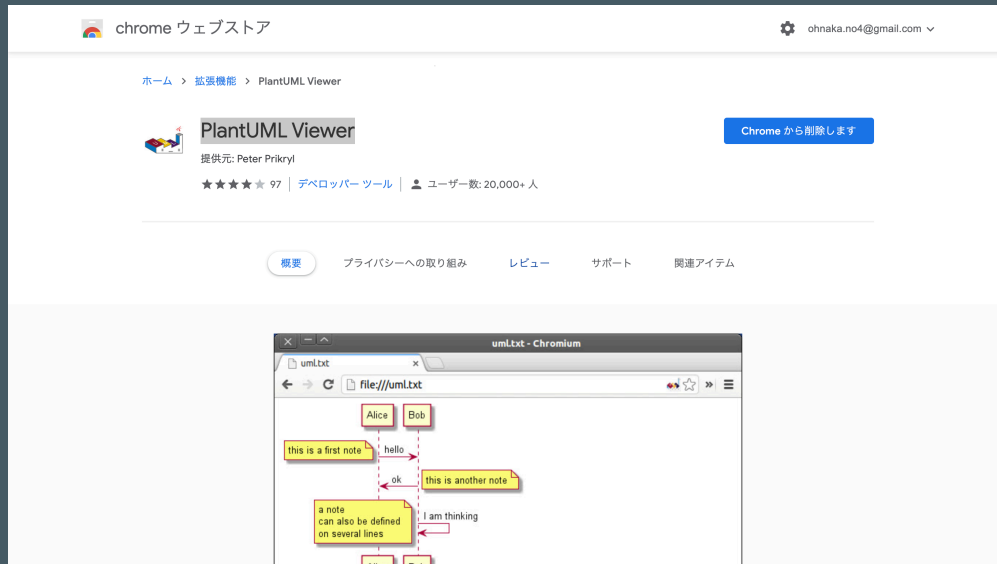 chrome ウェブストア
ohnaka.no4@gmail.com
ホーム > 拡張機能 > PlantUML Viewer
PlantUML Viewer
Chrome から削除します
提供元: Peter Prikryl
97 デベロッパー ツール ユーザー数: 20,000+ 人
概要 プライバシーへの取り組み レビュー サポート 関連アイテム
uml.txt - Chromium
uml.txt
file:///uml.txt
Alice Bob
this is a first note hello
ok this is another note
a note
can also be defined
on several lines
I am thinking
Alice Bob